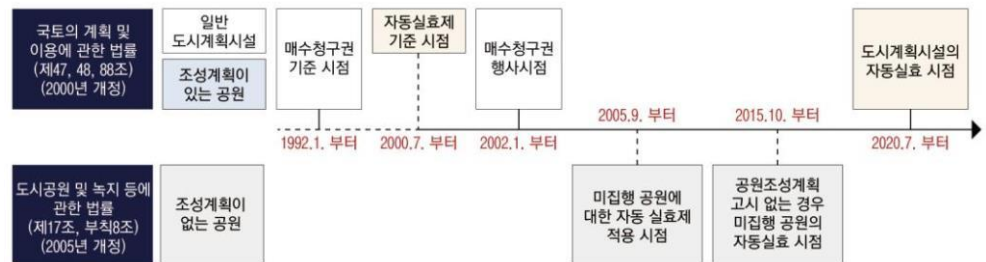 국토의 계획 및
이용에 관한 법률
(제47, 48, 88조)
(2000년 개정)
일반
도시계획시설
조성계획이
있는 공원
매수청구권
기준 시점
자동실효제
기준 시점
매수청구권
행사시점
도시계획시설의
자동실효 시점
2005.9. 부터
2015.10. 부터
1992.1. 부터
2000.7. 부터
2002.1. 부터
2020.7. 부터
도시공원 및 녹지 등에
관한 법률
(제17조, 부칙8조)
(2005년 개정)
조성계획이
없는 공원
미집행 공원에
대한 자동 실효제
적용 시점
공원조성계획
고시 없는 경우
미집행 공원의
자동실효 시점